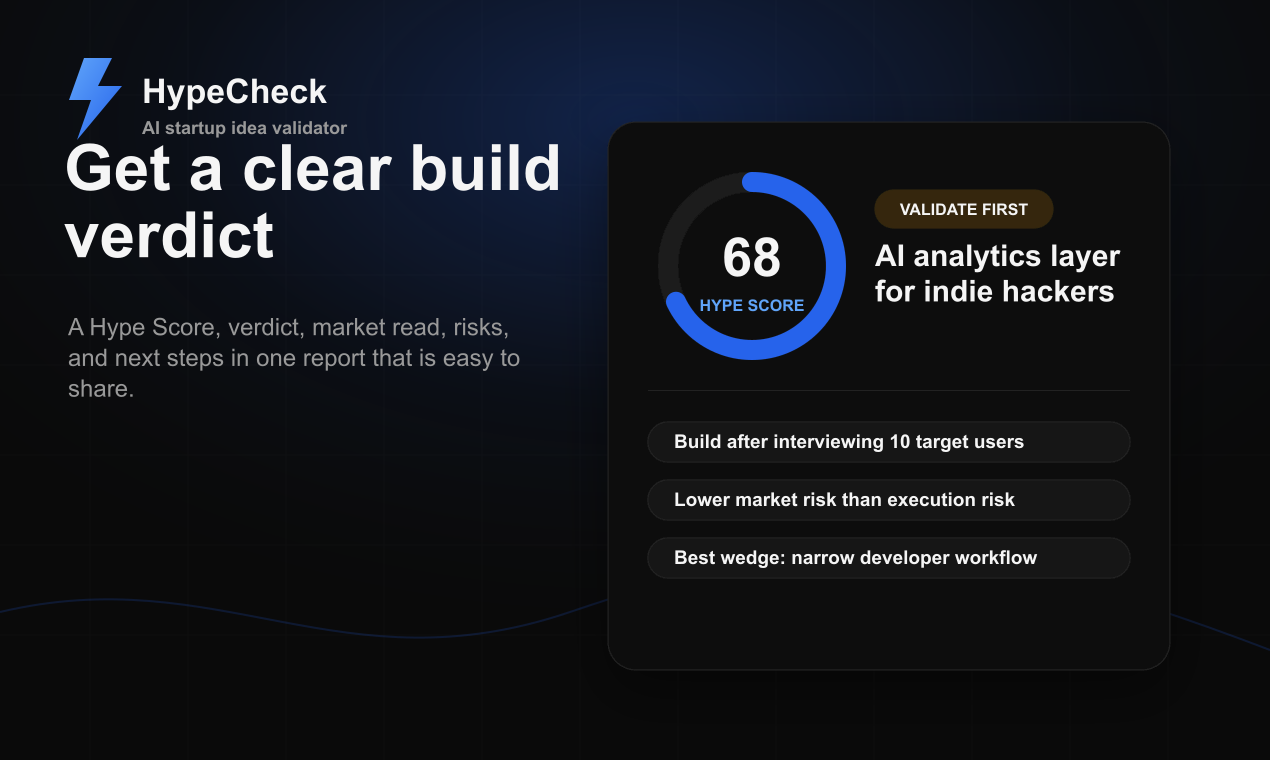 HypeCheck
AI startup idea validator
Get a clear build
verdict
A Hype Score, verdict, market read, risks,
and next steps in one report that is easy to
share.
68
HYPE SCORE
VALIDATE FIRST
AI analytics layer
for indie hackers
Build after interviewing 10 target users
Lower market risk than execution risk
Best wedge: narrow developer workflow